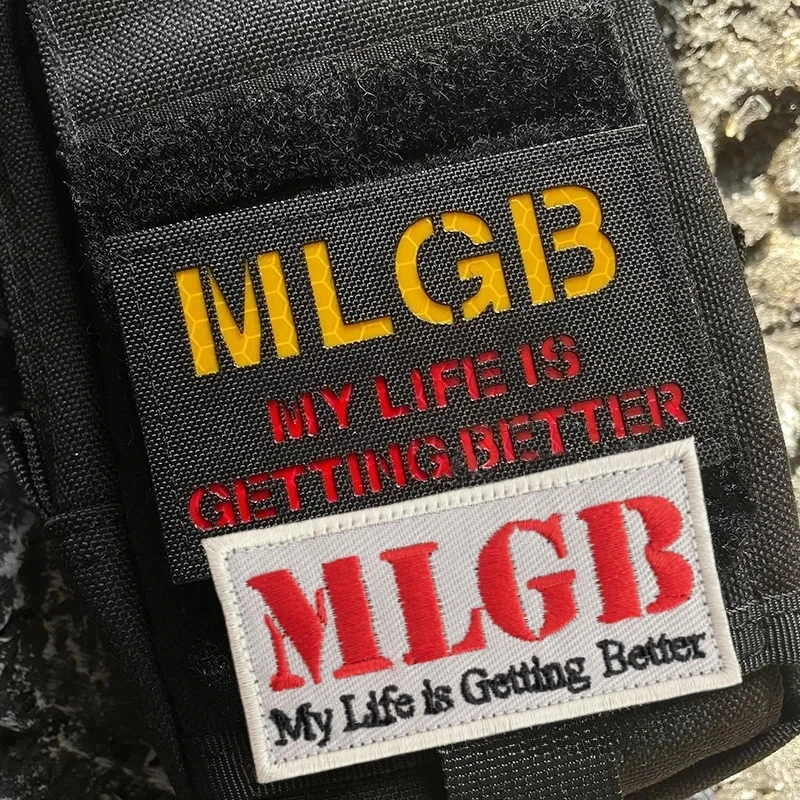 MLGB
MY LIFE IS
GETTING BETTER
MLGB
My Life is Getting Better